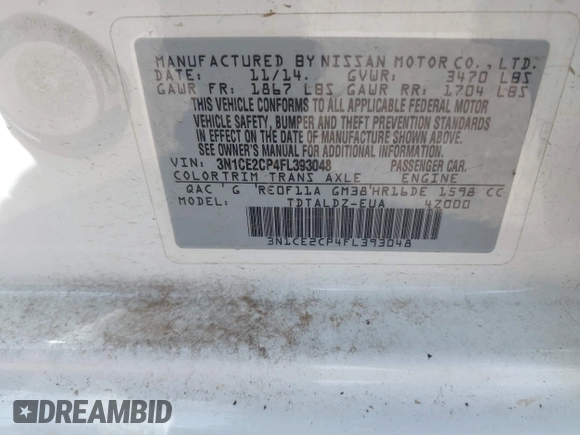 MANUFACTURED BY NISSAN MOTOR CO., LTD.
DATE: 11/14. GVWR: 3470 LBS
GAWR FR: 1867 LBS GAWR RR: 1704 LBS
THIS VEHICLE CONFORMS TO ALL APPLICABLE FEDERAL MOTOR
VEHICLE SAFETY, BUMPER AND THEFT PREVENTION STANDARDS
IN EFFECT ON THE DATE OF MANUFACTURE SHOWN ABOVE.
SEE OWNER'S MANUAL FOR ADDITIONAL INFORMATION
VIN: 3N1CE2CP4FL393048 PASSENGER CAR.
COLOR TRIM TRANS AXLE ENGINE
QAC G RE0F11A GM38 HR16DE 1598 CC
MODEL: TDTALDZ-EUA 4Z000
3N1CE2CP4FL393048
DREAMBID